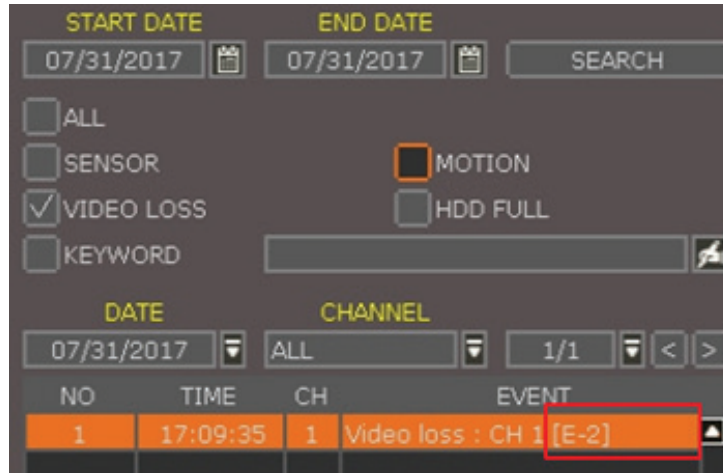 START DATE END DATE
07/31/2017 07/31/2017 SEARCH
ALL
SENSOR MOTION
VIDEO LOSS HDD FULL
KEYWORD
DATE CHANNEL
07/31/2017 ALL 1/1 < >
NO TIME CH EVENT
1 17:09:35 1 Video loss : CH 1 [E-2]